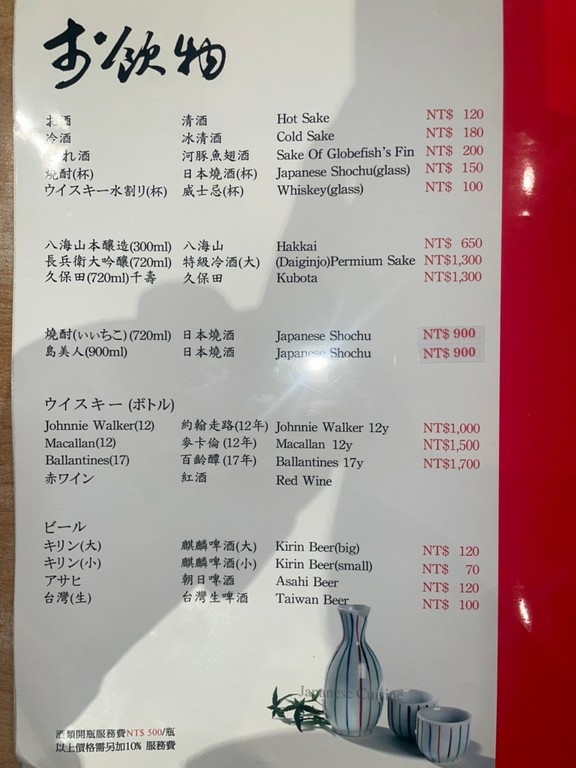 お飲物
お酒 清酒 Hot Sake NT$ 120
冷酒 冰清酒 Cold Sake NT$ 180
れ酒 河豚魚翅酒 Sake Of Globefish's Fin NT$ 200
焼酎(杯) 日本燒酒(杯) Japanese Shochu(glass) NT$ 150
ウイスキー水割リ(杯) 威士忌(杯) Whiskey(glass) NT$ 100
八海山本醸造(300ml) 八海山 Hakkai NT$ 650
長兵衛大吟醸(720ml) 特級冷酒(大) (Daiginjo)Permium Sake NT$1,300
久保田(720ml)千壽 久保田 Kubota NT$1,300
焼酎(いいちこ)(720ml) 日本燒酒 Japanese Shochu NT$ 900
島美人(900ml) 日本燒酒 Japanese Shochu NT$ 900
ウイスキー (ボトル)
Johnnie Walker(12) 約翰走路(12年) Johnnie Walker 12y NT$1,000
Macallan(12) 麥卡倫 (12年) Macallan 12y NT$1,500
Ballantines(17) 百齡罈 (17年) Ballantines 17y NT$1,700
赤ワイン 紅酒 Red Wine
ビール
キリン(大) 麒麟啤酒(大) Kirin Beer(big) NT$ 120
キリン(小) 麒麟啤酒(小) Kirin Beer(small) NT$ 70
アサヒ 朝日啤酒 Asahi Beer NT$ 120
台灣(生) 台灣生啤酒 Taiwan Beer NT$ 100
Japanese Cuisine
酒類開瓶服務費NT$ 500/瓶
以上價格需另加10% 服務費